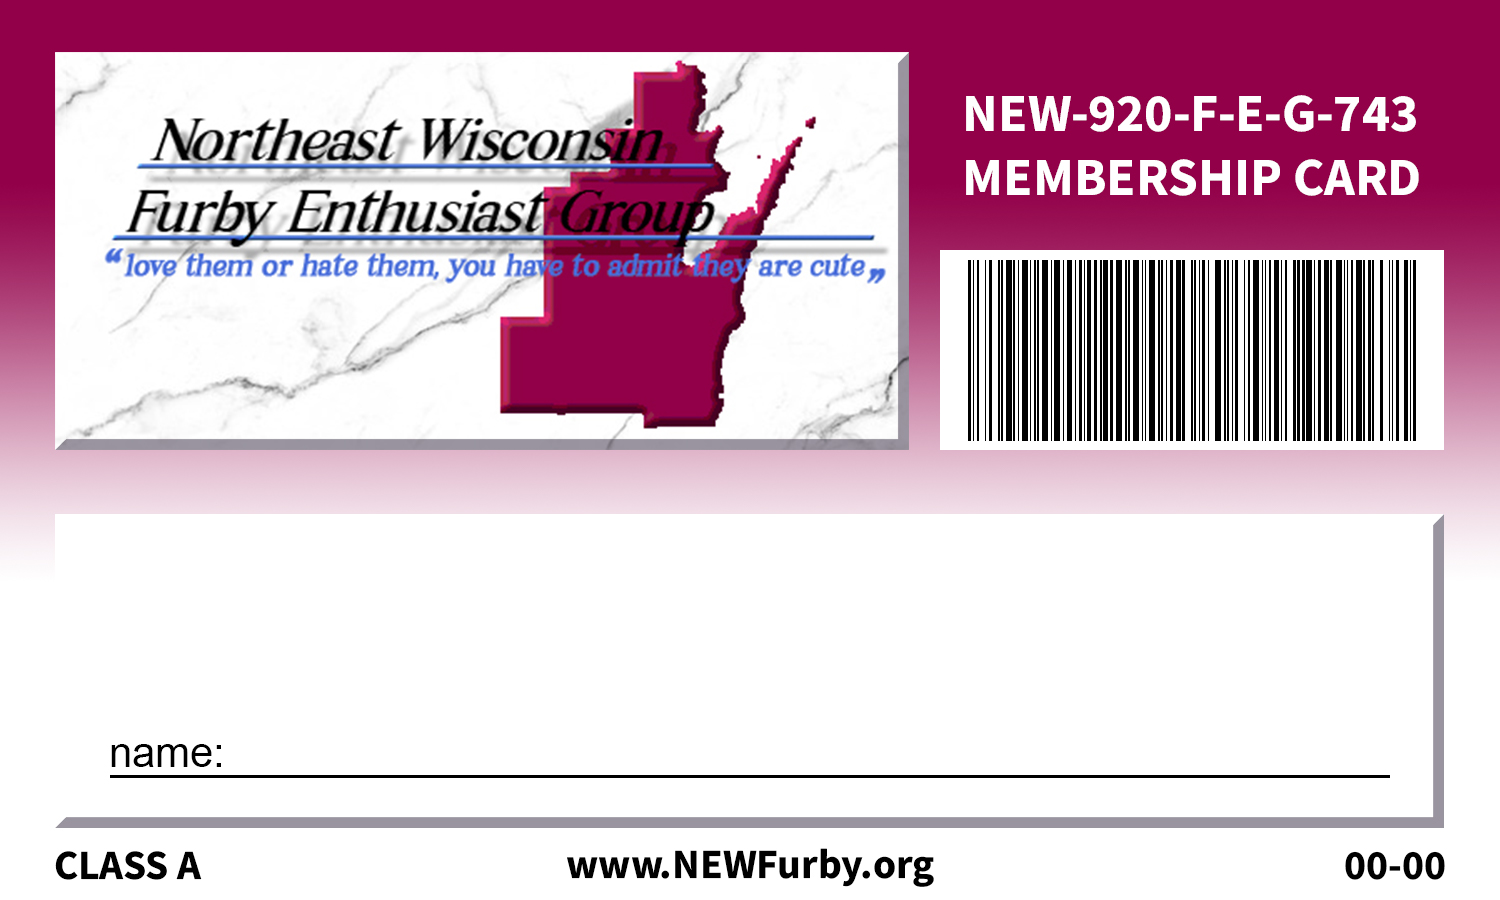 Northeast Wisconsin
Furby Enthusiast Group
“love them or hate them, you have to admit they are cute„
NEW-920-F-E-G-743
MEMBERSHIP CARD
name:
CLASS A
www.NEWFurby.org
00-00